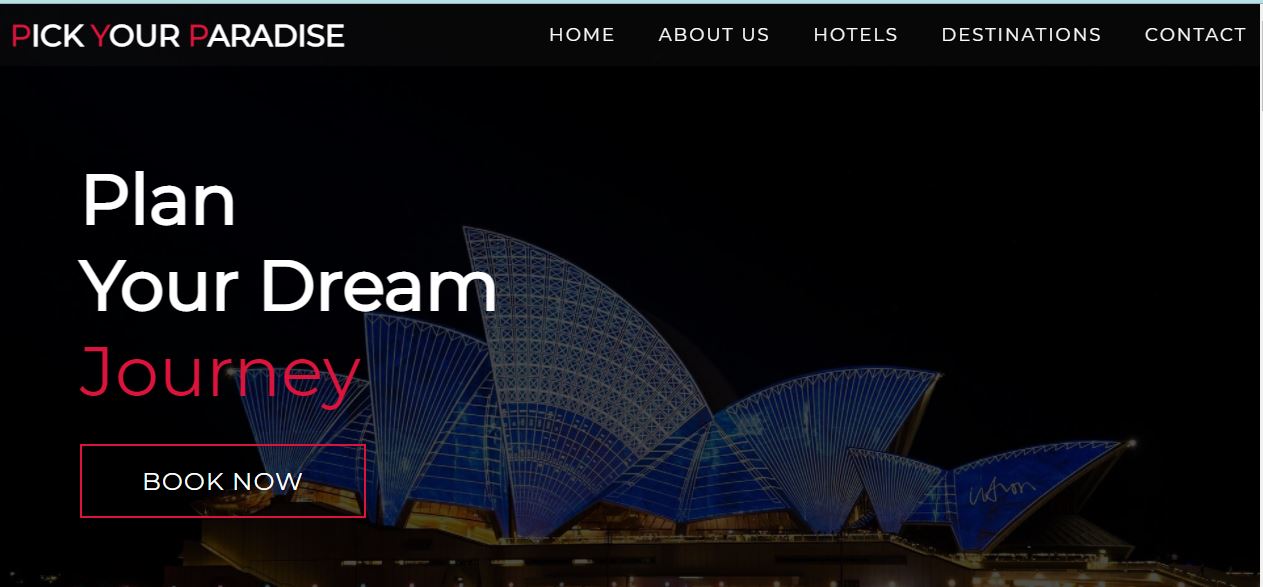 PICK YOUR PARADISE
HOME ABOUT US HOTELS DESTINATIONS CONTACT
Plan
Your Dream
Journey
BOOK NOW